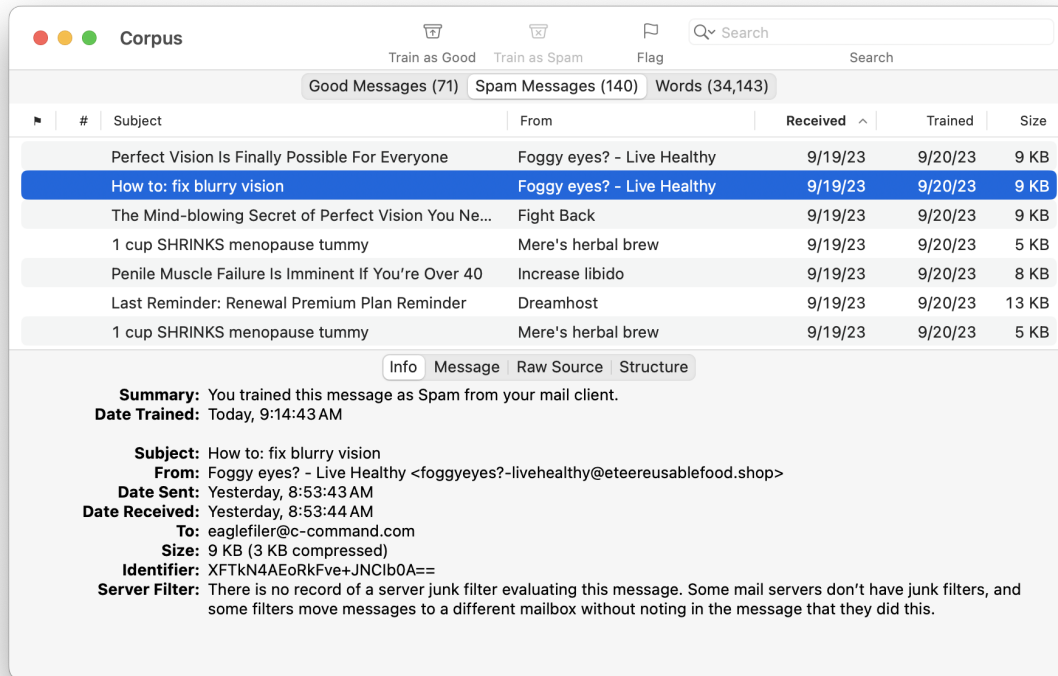 Corpus
Train as Good Train as Spam Flag Search
Search
Good Messages (71) Spam Messages (140) Words (34,143)
# Subject From Received Trained Size
Perfect Vision Is Finally Possible For Everyone Foggy eyes? - Live Healthy 9/19/23 9/20/23 9 KB
How to: fix blurry vision Foggy eyes? - Live Healthy 9/19/23 9/20/23 9 KB
The Mind-blowing Secret of Perfect Vision You Ne... Fight Back 9/19/23 9/20/23 9 KB
1 cup SHRINKS menopause tummy Mere's herbal brew 9/19/23 9/20/23 5 KB
Penile Muscle Failure Is Imminent If You’re Over 40 Increase libido 9/19/23 9/20/23 8 KB
Last Reminder: Renewal Premium Plan Reminder Dreamhost 9/19/23 9/20/23 13 KB
1 cup SHRINKS menopause tummy Mere's herbal brew 9/19/23 9/20/23 5 KB
Info Message Raw Source Structure
Summary: You trained this message as Spam from your mail client.
Date Trained: Today, 9:14:43 AM
Subject: How to: fix blurry vision
From: Foggy eyes? - Live Healthy <foggyeyes?-livehealthy@eteereusablefood.shop>
Date Sent: Yesterday, 8:53:43 AM
Date Received: Yesterday, 8:53:44 AM
To: eaglefiler@c-command.com
Size: 9 KB (3 KB compressed)
Identifier: XFTkN4AEoRkFve+JNCIb0A==
Server Filter: There is no record of a server junk filter evaluating this message. Some mail servers don’t have junk filters, and
some filters move messages to a different mailbox without noting in the message that they did this.